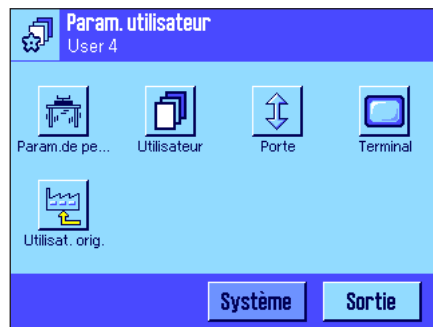 Param. utilisateur
User 4
Param.de pe...
Utilisateur
Porte
Terminal
Utilisat. orig.
Système
Sortie